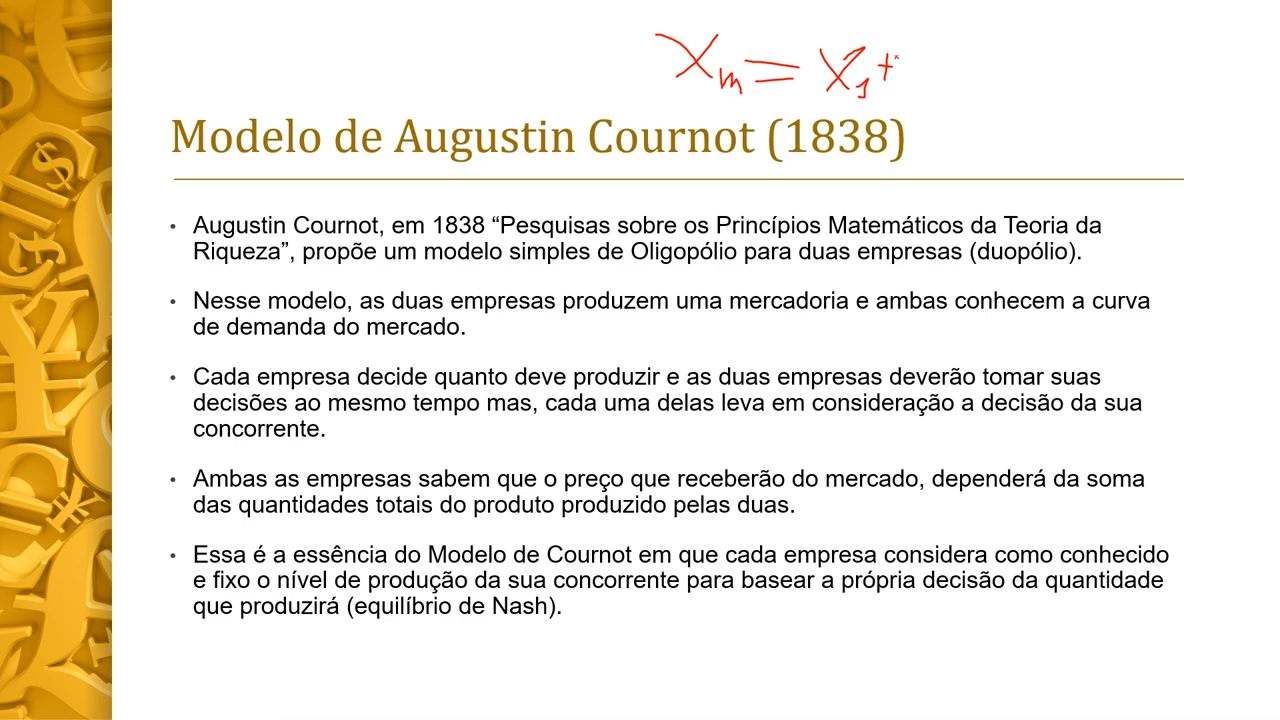 Xm = X1 +
Modelo de Augustin Cournot (1838)
• Augustin Cournot, em 1838 “Pesquisas sobre os Princípios Matemáticos da Teoria da
Riqueza”, propõe um modelo simples de Oligopólio para duas empresas (duopólio).
• Nesse modelo, as duas empresas produzem uma mercadoria e ambas conhecem a curva
de demanda do mercado.
• Cada empresa decide quanto deve produzir e as duas empresas deverão tomar suas
decisões ao mesmo tempo mas, cada uma delas leva em consideração a decisão da sua
concorrente.
• Ambas as empresas sabem que o preço que receberão do mercado, dependerá da soma
das quantidades totais do produto produzido pelas duas.
• Essa é a essência do Modelo de Cournot em que cada empresa considera como conhecido
e fixo o nível de produção da sua concorrente para basear a própria decisão da quantidade
que produzirá (equilíbrio de Nash).